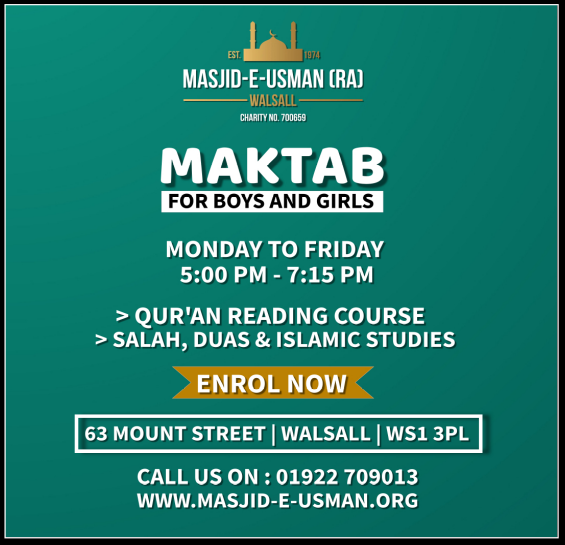 EST. 1974
MASJID-E-USMAN (RA)
WALSALL
CHARITY NO. 700659
MAKTAB
FOR BOYS AND GIRLS
MONDAY TO FRIDAY
5:00 PM - 7:15 PM
> QUR'AN READING COURSE
> SALAH, DUAS & ISLAMIC STUDIES
ENROL NOW
63 MOUNT STREET | WALSALL | WS1 3PL
CALL US ON : 01922 709013
WWW.MASJID-E-USMAN.ORG